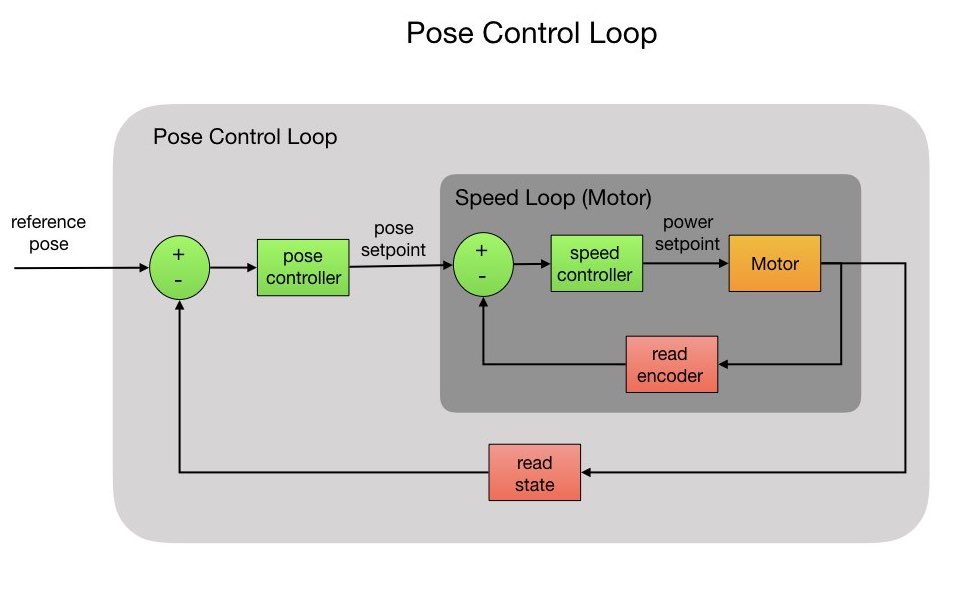 Pose Control Loop
Pose Control Loop
reference
pose
+
-
pose
controller
pose
setpoint
Speed Loop (Motor)
+
-
speed
controller
power
setpoint
Motor
read
encoder
read
state